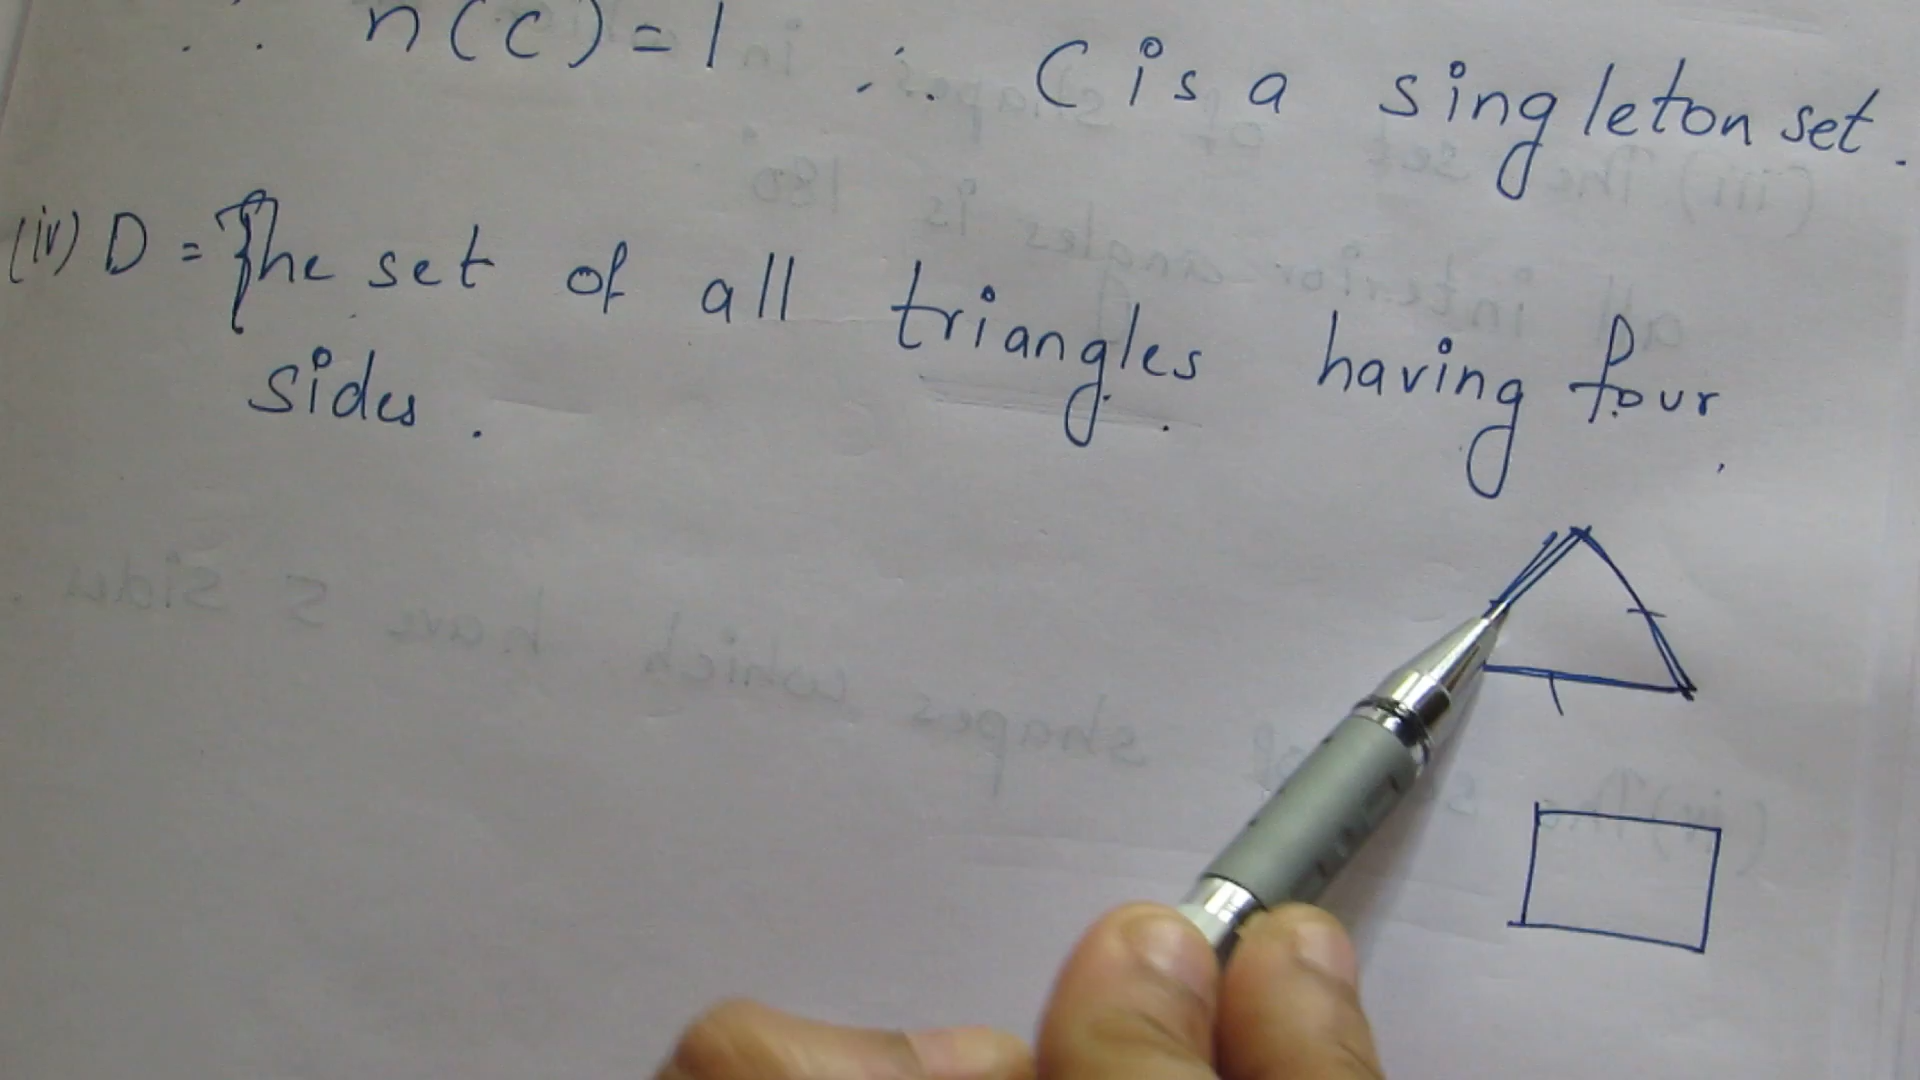 ∴ n(C) = 1 ∴ C is a singleton set.
(iv) D = The set of all triangles having four
sides.